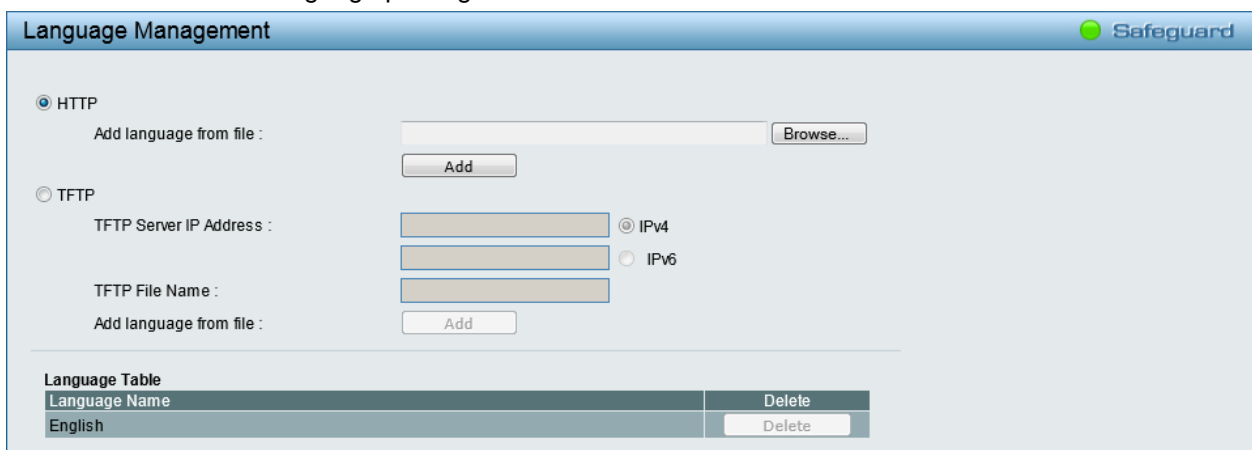 Language Management
Safeguard
HTTP
Add language from file :
Browse...
Add
TFTP
TFTP Server IP Address :
IPv4
IPv6
TFTP File Name :
Add language from file :
Add
Language Table
Language Name
Delete
English
Delete